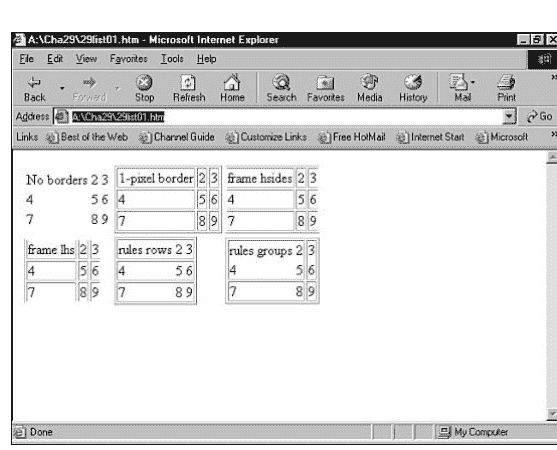 A:\Cha29\29list01.htm - Microsoft Internet Explorer
File Edit View Favorites Tools Help
Back Forward Stop Refresh Home Search Favorites Media History Mail Print
Address A:\Cha29\29list01.htm Go
Links Best of the Web Channel Guide Customize Links Free HotMail Internet Start Microsoft
No borders 2 3 1-pixel border 2 3 frame hsides 2 3
4 5 6 4 5 6 4 5 6
7 8 9 7 8 9 7 8 9
frame lhs 2 3 rules rows 2 3 rules groups 2 3
4 5 6 4 5 6 4 5 6
7 8 9 7 8 9 7 8 9
Done My Computer